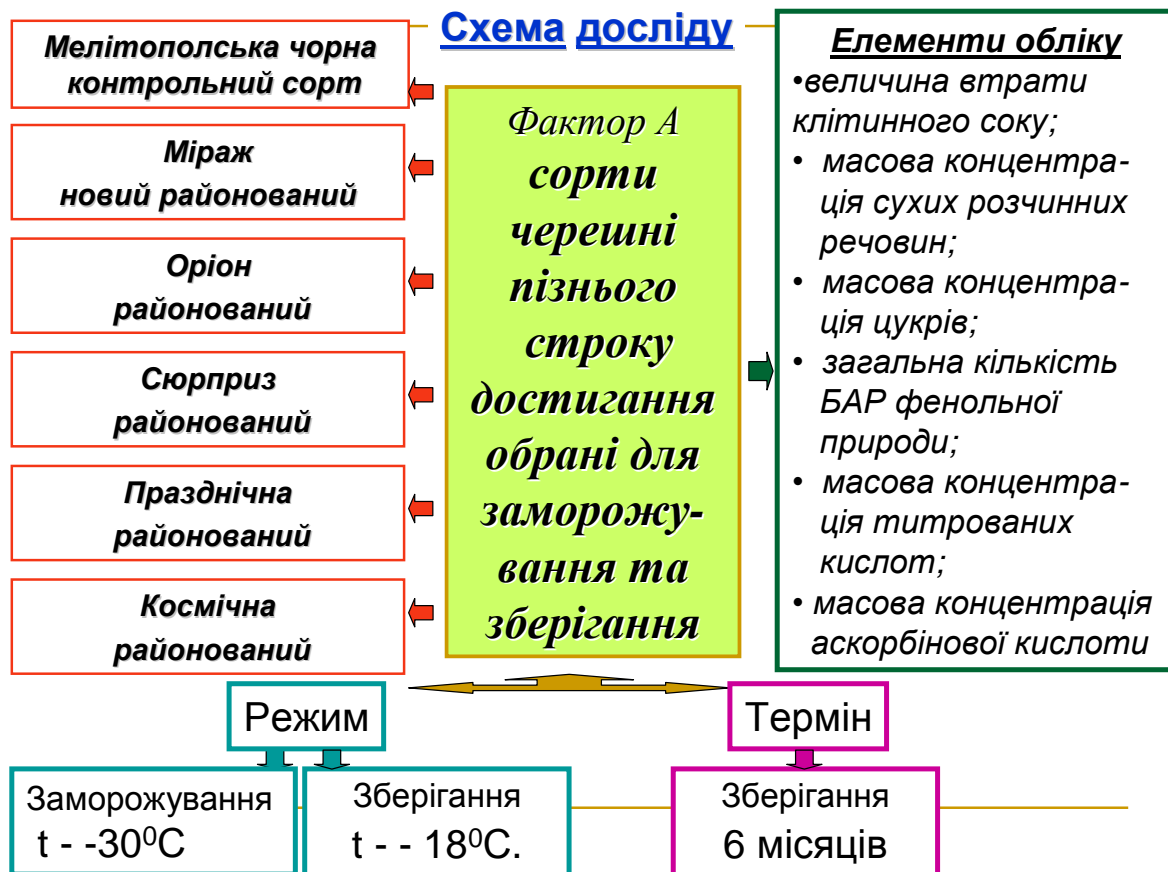 Схема досліду
Мелітополська чорна
контрольний сорт
Міраж
новий районований
Оріон
районований
Сюрприз
районований
Празднічна
районований
Космічна
районований
Фактор А
сорти
черешні
пізнього
строку
достигання
обрані для
заморожу-
вання та
зберігання
Елементи обліку
•величина втрати
клітинного соку;
• масова концентра-
ція сухих розчинних
речовин;
• масова концентра-
ція цукрів;
• загальна кількість
БАР фенольної
природи;
• масова концентра-
ція титрованих
кислот;
• масова концентрація
аскорбінової кислоти
Режим
Термін
Заморожування
t - -30⁰С
Зберігання
t - - 18⁰С.
Зберігання
6 місяців